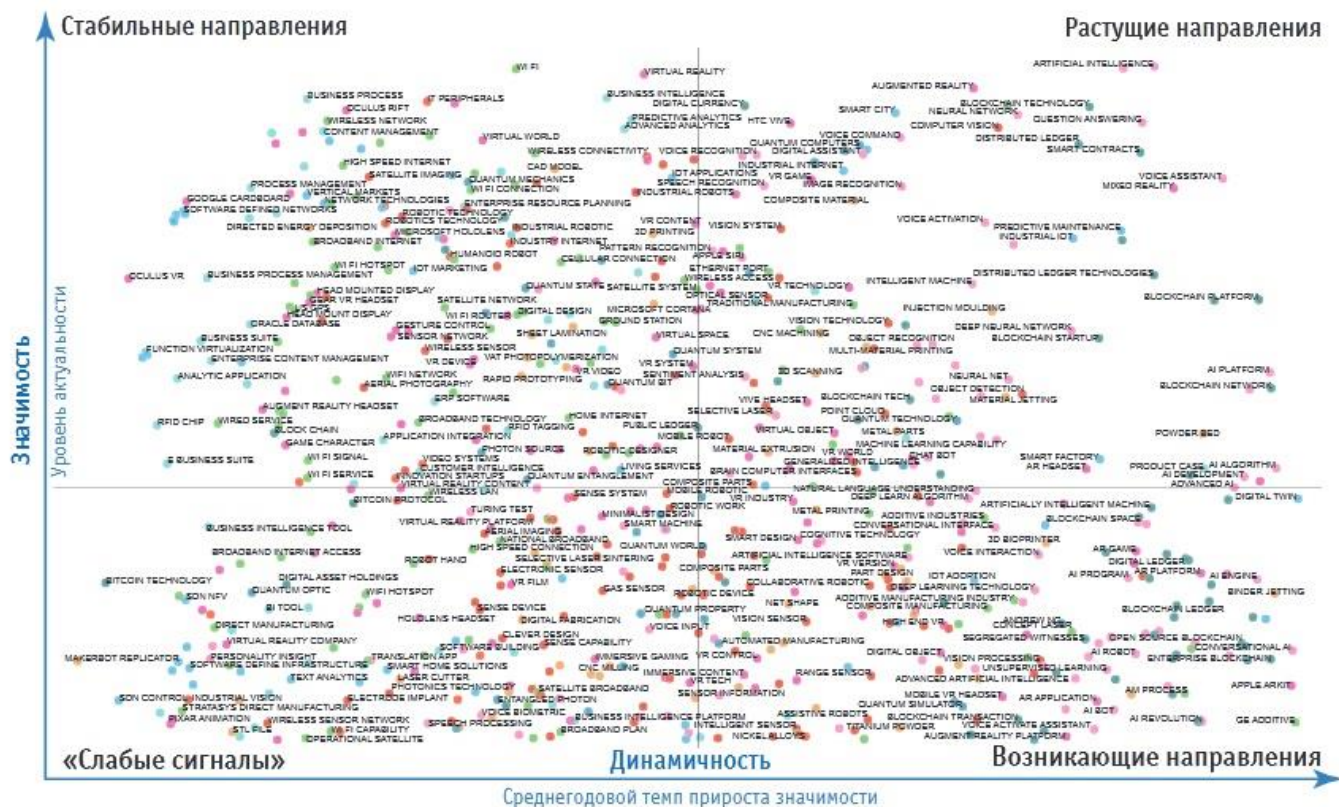 Стабильные направления
Растущие направления
WI FI
VIRTUAL REALITY
ARTIFICIAL INTELLIGENCE
BUSINESS PROCESS
IT PERIPHERALS
BUSINESS INTELLIGENCE
AUGMENTED REALITY
OCULUS RIFT
DIGITAL CURRENCY
SMART CITY
BLOCKCHAIN TECHNOLOGY
NEURAL NETWORK
QUESTION ANSWERING
WIRELESS NETWORK
PREDICTIVE ANALYTICS
ADVANCED ANALYTICS
HTC VIVE
COMPUTER VISION
CONTENT MANAGEMENT
VIRTUAL WORLD
VOICE COMMAND
QUANTUM COMPUTERS
DISTRIBUTED LEDGER
WIRELESS CONNECTIVITY
VOICE RECOGNITION
DIGITAL ASSISTANT
SMART CONTRACTS
HIGH SPEED INTERNET
CAD MODEL
INDUSTRIAL INTERNET
SATELLITE IMAGING
QUANTUM MECHANICS
IOT APPLICATIONS
VR GAME
VOICE ASSISTANT
PROCESS MANAGEMENT
WI FI CONNECTION
SPEECH RECOGNITION
IMAGE RECOGNITION
MIXED REALITY
VERTICAL MARKETS
INDUSTRIAL ROBOTS
GOOGLE CARDBOARD
NETWORK TECHNOLOGIES
ENTERPRISE RESOURCE PLANNING
COMPOSITE MATERIAL
SOFTWARE DEFINED NETWORKS
ROBOTIC TECHNOLOGY
ROBOTICS TECHNOLOGY
VR CONTENT
VOICE ACTIVATION
DIRECTED ENERGY DEPOSITION
MICROSOFT HOLOLENS
INDUSTRIAL ROBOTIC
3D PRINTING
VISION SYSTEM
PREDICTIVE MAINTENANCE
INDUSTRIAL IOT
BROADBAND INTERNET
INDUSTRY INTERNET
PATTERN RECOGNITION
HUMANOID ROBOT
CELLULAR CONNECTION
APPLE SIRI
WI FI HOTSPOT
IOT MARKETING
ETHERNET PORT
OCULUS VR
BUSINESS PROCESS MANAGEMENT
WIRELESS ACCESS
DISTRIBUTED LEDGER TECHNOLOGIES
QUANTUM STATE
SATELLITE SYSTEM
VR TECHNOLOGY
INTELLIGENT MACHINE
HEAD MOUNTED DISPLAY
OPTICAL SENSOR
BLOCKCHAIN PLATFORM
GEAR VR HEADSET
SATELLITE NETWORK
TRADITIONAL MANUFACTURING
HEAD MOUNT DISPLAY
WI FI ROUTER
DIGITAL DESIGN
MICROSOFT CORTANA
INJECTION MOULDING
ORACLE DATABASE
GESTURE CONTROL
GROUND STATION
VISION TECHNOLOGY
DEEP NEURAL NETWORK
BUSINESS SUITE
SENSOR NETWORK
SHEET LAMINATION
VIRTUAL SPACE
CNC MACHINING
OBJECT RECOGNITION
BLOCKCHAIN STARTUP
FUNCTION VIRTUALIZATION
WIRELESS SENSOR
QUANTUM SYSTEM
MULTI-MATERIAL PRINTING
ENTERPRISE CONTENT MANAGEMENT
VR DEVICE
VAT PHOTOPOLYMERIZATION
VR SYSTEM
ANALYTIC APPLICATION
WIFI NETWORK
VR VIDEO
SENTIMENT ANALYSIS
3D SCANNING
NEURAL NET
AI PLATFORM
AERIAL PHOTOGRAPHY
RAPID PROTOTYPING
QUANTUM BIT
OBJECT DETECTION
BLOCKCHAIN NETWORK
ERP SOFTWARE
VIVE HEADSET
BLOCKCHAIN TECH
MATERIAL JETTING
AUGMENT REALITY HEADSET
SELECTIVE LASER
POINT CLOUD
RFID CHIP
WIRED SERVICE
BROADBAND TECHNOLOGY
HOME INTERNET
QUANTUM TECHNOLOGY
BLOCK CHAIN
RFID TAGGING
PUBLIC LEDGER
VIRTUAL OBJECT
METAL PARTS
POWDER BED
GAME CHARACTER
APPLICATION INTEGRATION
MOBILE ROBOT
MACHINE LEARNING CAPABILITY
E BUSINESS SUITE
WI FI SIGNAL
VIDEO SYSTEMS
PHOTON SOURCE
ROBOTIC DESIGNER
MATERIAL EXTRUSION
VR WORLD
CHAT BOT
SMART FACTORY
CUSTOMER INTELLIGENCE
LIVING SERVICES
GENERALIZED INTELLIGENCE
AR HEADSET
PRODUCT CASE
AI ALGORITHM
WI FI SERVICE
INNOVATION STARTUPS
QUANTUM ENTANGLEMENT
BRAIN COMPUTER INTERFACES
AI DEVELOPMENT
VIRTUAL REALITY CONTENT
COMPOSITE PARTS
ADVANCED AI
WIRELESS LAN
MOBILE ROBOTIC
NATURAL LANGUAGE UNDERSTANDING
BITCOIN PROTOCOL
SENSE SYSTEM
VR INDUSTRY
DEEP LEARN ALGORITHM
DIGITAL TWIN
TURING TEST
ROBOTIC WORK
METAL PRINTING
ARTIFICIALLY INTELLIGENT MACHINE
MINIMALIST DESIGN
ADDITIVE INDUSTRIES
BUSINESS INTELLIGENCE TOOL
VIRTUAL REALITY PLATFORM
SMART MACHINE
CONVERSATIONAL INTERFACE
BLOCKCHAIN SPACE
AERIAL IMAGING
NATIONAL BROADBAND
SMART DESIGN
COGNITIVE TECHNOLOGY
3D BIOPRINTER
BROADBAND INTERNET ACCESS
HIGH SPEED CONNECTION
QUANTUM WORLD
VOICE INTERACTION
AR GAME
ROBOT HAND
SELECTIVE LASER SINTERING
ARTIFICIAL INTELLIGENCE SOFTWARE
VR VERSION
DIGITAL LEDGER
ELECTRONIC SENSOR
COMPOSITE PARTS
PART DESIGN
AR PLATFORM
BITCOIN TECHNOLOGY
DIGITAL ASSET HOLDINGS
VR FILM
COLLABORATIVE ROBOTIC
IOT ADOPTION
AI PROGRAM
AI ENGINE
SDN NFV
QUANTUM OPTIC
WIFI HOTSPOT
GAS SENSOR
ROBOTIC DEVICE
DEEP LEARNING TECHNOLOGY
BINDER JETTING
BI TOOL
SENSE DEVICE
QUANTUM PROPERTY
NET SHAPE
ADDITIVE MANUFACTURING INDUSTRY
COMPOSITE MANUFACTURING
BLOCKCHAIN LEDGER
DIRECT MANUFACTURING
HOLOLENS HEADSET
DIGITAL FABRICATION
VOICE INPUT
VISION SENSOR
HIGH END VR
ANDREW NG
CONCEPT LASER
VIRTUAL REALITY COMPANY
CLEVER DESIGN
SENSE CAPABILITY
AUTOMATED MANUFACTURING
SEGREGATED WITNESSES
OPEN SOURCE BLOCKCHAIN
MAKERBOT REPLICATOR
PERSONALITY INSIGHT
TRANSLATION APP
SOFTWARE BUILDING
IMMERSIVE GAMING
VR CONTROL
DIGITAL OBJECT
VISION PROCESSING
AI ROBOT
CONVERSATIONAL AI
SOFTWARE DEFINE INFRASTRUCTURE
SMART HOME SOLUTIONS
CNC MILLING
UNSUPERVISED LEARNING
ENTERPRISE BLOCKCHAIN
TEXT ANALYTICS
LASER CUTTER
IMMERSIVE CONTENT
RANGE SENSOR
ADVANCED ARTIFICIAL INTELLIGENCE
PHOTONICS TECHNOLOGY
SATELLITE BROADBAND
VR TECH
APPLE ARKIT
SDN CONTROL
INDUSTRIAL VISION
ELECTRODE IMPLANT
ENTANGLED PHOTON
SENSOR INFORMATION
MOBILE VR HEADSET
AR APPLICATION
AM PROCESS
STRATASYS DIRECT MANUFACTURING
QUANTUM SIMULATOR
AI BOT
PIXAR ANIMATION
WIRELESS SENSOR NETWORK
VOICE BIOMETRIC
BUSINESS INTELLIGENCE PLATFORM
ASSISTIVE ROBOTS
BLOCKCHAIN TRANSACTION
AI REVOLUTION
GE ADDITIVE
STL FILE
WI FI CAPABILITY
SPEECH PROCESSING
BROADBAND PLAN
INTELLIGENT SENSOR
TITANIUM POWDER
VOICE ACTIVATE ASSISTANT
OPERATIONAL SATELLITE
NICKEL ALLOYS
AUGMENT REALITY PLATFORM
Значимость
Уровень актуальности
«Слабые сигналы»
Динамичность
Возникающие направления
Среднегодовой темп прироста значимости